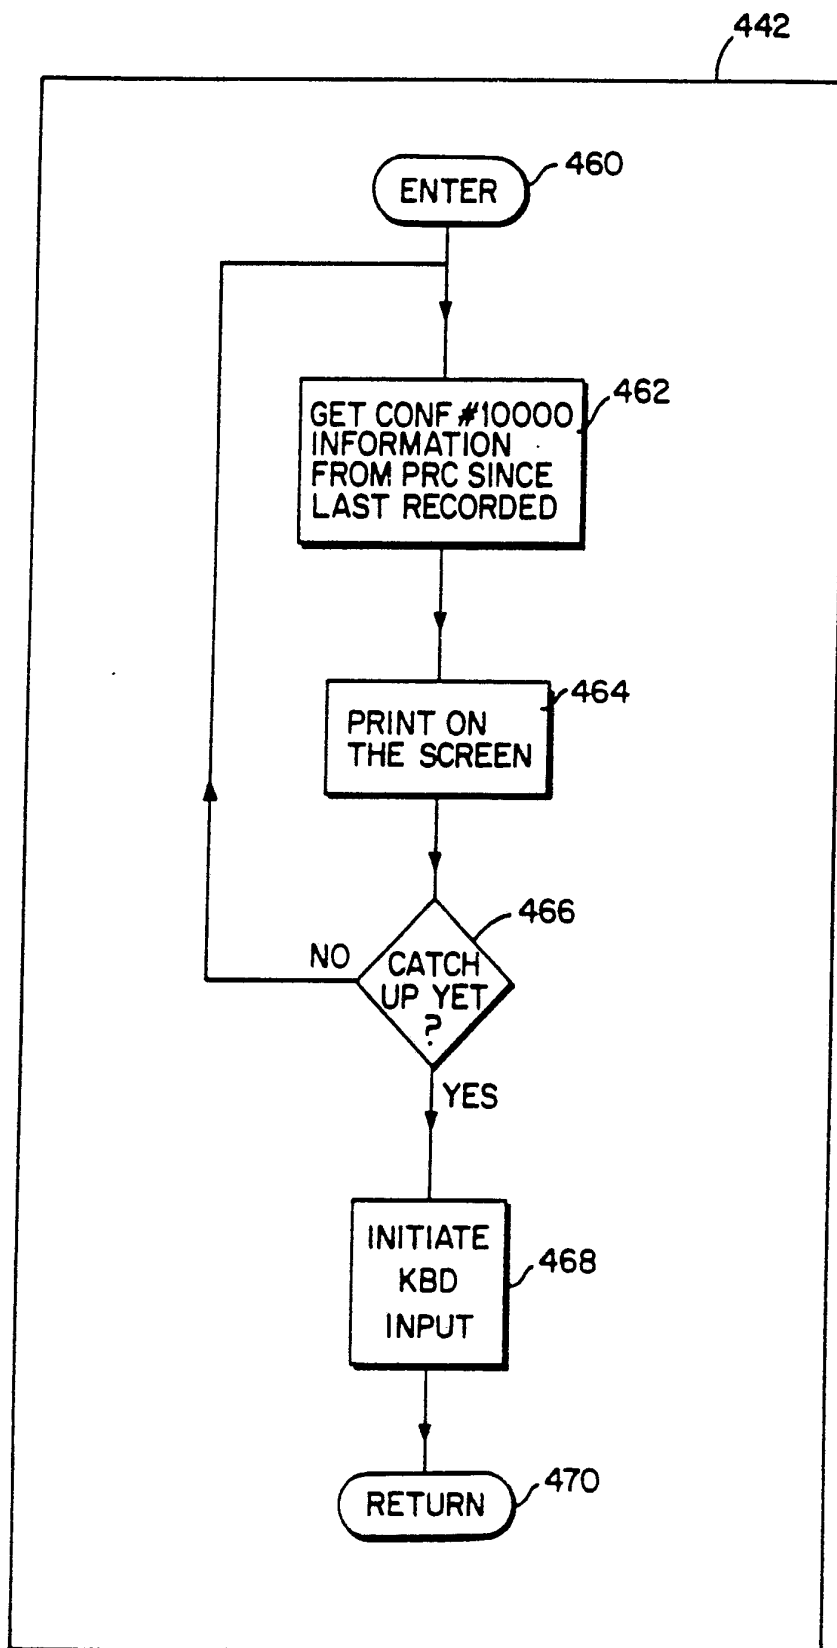 442
ENTER
460
GET CONF #10000
INFORMATION
FROM PRC SINCE
LAST RECORDED
462
PRINT ON
THE SCREEN
464
CATCH
UP YET
?
466
NO
YES
INITIATE
KBD
INPUT
468
RETURN
470